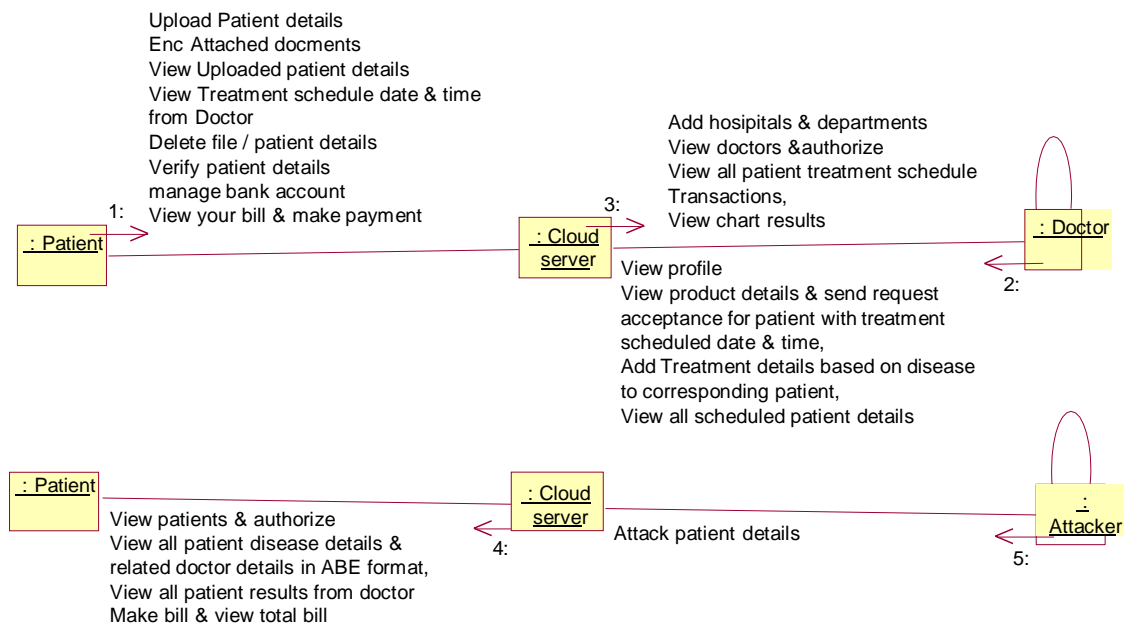 Upload Patient details
Enc Attached docments
View Uploaded patient details
View Treatment schedule date & time
from Doctor
Delete file / patient details
Verify patient details
manage bank account
View your bill & make payment
1:
: Patient
Add hosipitals & departments
View doctors &authorize
View all patient treatment schedule
Transactions,
View chart results
3:
: Cloud
server
: Doctor
2:
View profile
View product details & send request
acceptance for patient with treatment
scheduled date & time,
Add Treatment details based on disease
to corresponding patient,
View all scheduled patient details
: Patient
: Cloud
server
:
Attacker
View patients & authorize
View all patient disease details &
related doctor details in ABE format,
View all patient results from doctor
Make bill & view total bill
4:
Attack patient details
5: